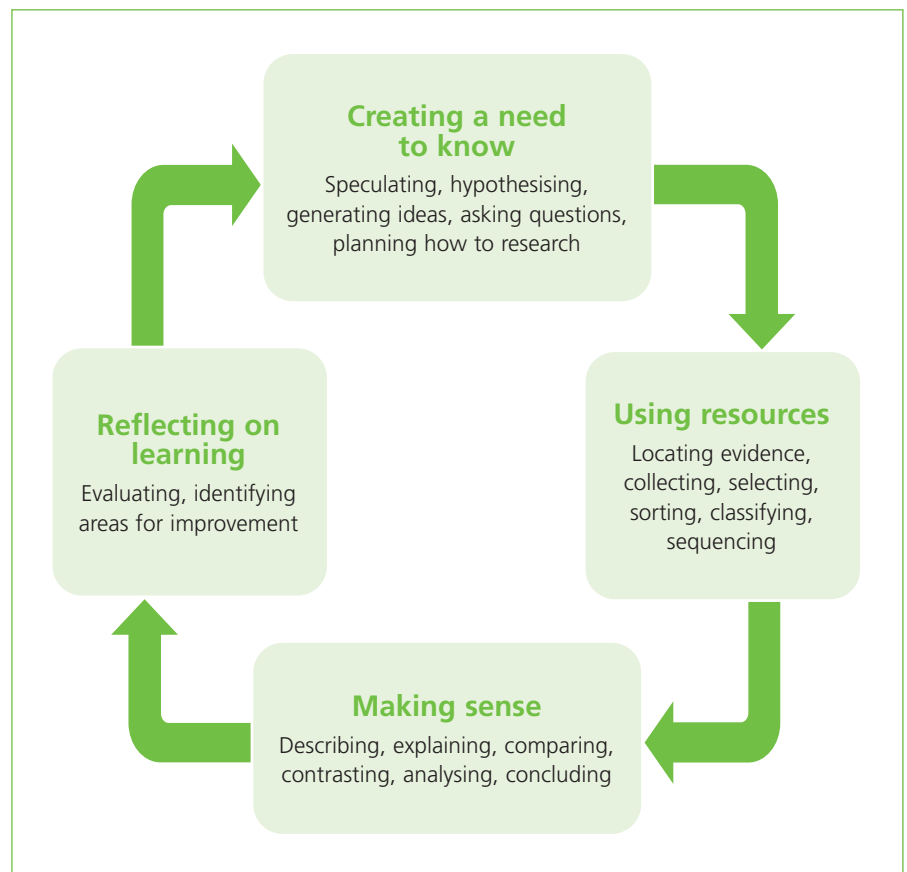 Creating a need
to know
Speculating, hypothesising,
generating ideas, asking questions,
planning how to research
Using resources
Locating evidence,
collecting, selecting,
sorting, classifying,
sequencing
Making sense
Describing, explaining, comparing,
contrasting, analysing, concluding
Reflecting on
learning
Evaluating, identifying
areas for improvement